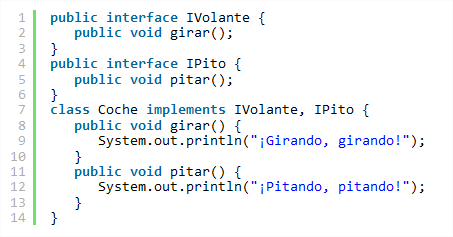 1 public interface IVolante {
2     public void girar();
3 }
4 public interface IPito {
5     public void pitar();
6 }
7 class Coche implements IVolante, IPito {
8     public void girar() {
9        System.out.println("¡Girando, girando!");
10     }
11     public void pitar() {
12        System.out.println("¡Pitando, pitando!");
13     }
14 }